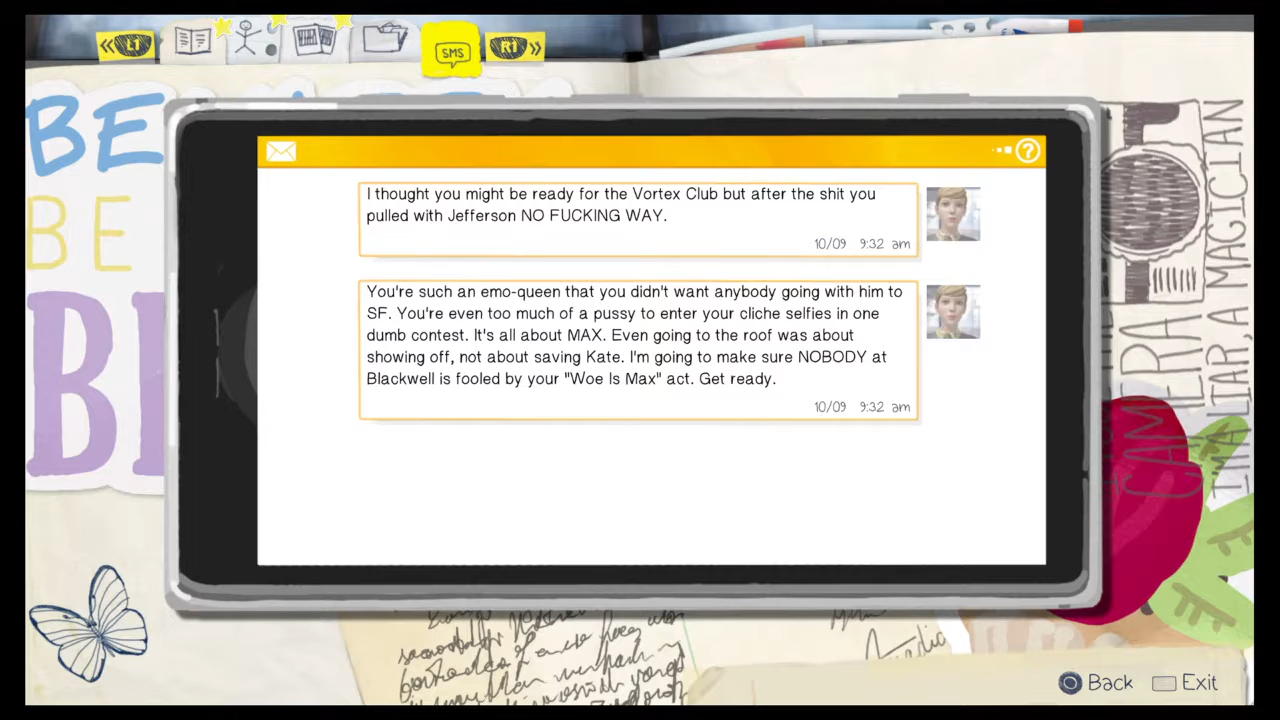 L1
SMS
R1
BE
BE
I thought you might be ready for the Vortex Club but after the shit you
pulled with Jefferson NO FUCKING WAY.
10/09 9:32 am
You're such an emo-queen that you didn't want anybody going with him to
SF. You're even too much of a pussy to enter your cliche selfies in one
dumb contest. It's all about MAX. Even going to the roof was about
showing off, not about saving Kate. I'm going to make sure NOBODY at
Blackwell is fooled by your "Woe Is Max" act. Get ready.
10/09 9:32 am
CAMERA
I'M A LIAR, A MAGICIAN
Back
Exit